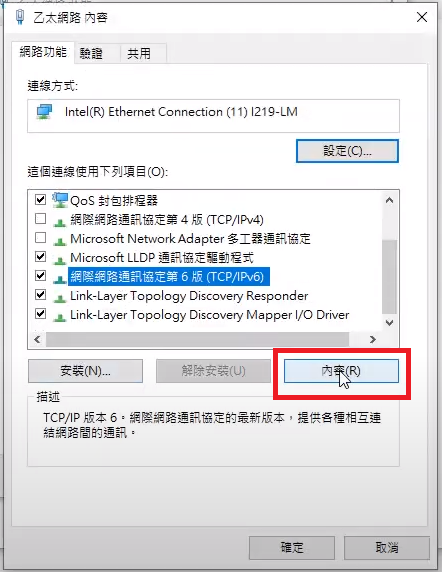 乙太網路 內容
網路功能 驗證 共用
連線方式:
Intel(R) Ethernet Connection (11) I219-LM
設定(C)...
這個連線使用下列項目(O):
QoS 封包排程器
網際網路通訊協定第 4 版 (TCP/IPv4)
Microsoft Network Adapter 多工器通訊協定
Microsoft LLDP 通訊協定驅動程式
網際網路通訊協定第 6 版 (TCP/IPv6)
Link-Layer Topology Discovery Responder
Link-Layer Topology Discovery Mapper I/O Driver
安裝(N)... 解除安裝(U) 內容(R)
描述
TCP/IP 版本 6。網際網路通訊協定的最新版本，提供各種相互連
結網路間的通訊。
確定 取消